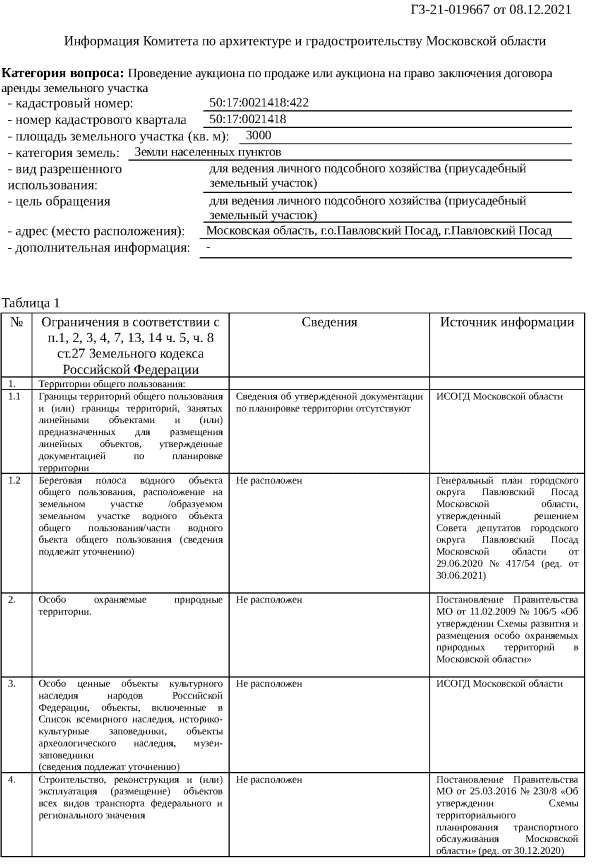 ГЗ-21-019667 от 08.12.2021
Информация Комитета по архитектуре и градостроительству Московской области
Категория вопроса: Проведение аукциона по продаже или аукциона на право заключения договора
аренды земельного участка
- кадастровый номер: 50:17:0021418:422
- номер кадастрового квартала 50:17:0021418
- площадь земельного участка (кв. м): 3000
- категория земель: Земли населенных пунктов
- вид разрешенного
использования:
для ведения личного подсобного хозяйства (приусадебный
земельный участок)
- цель обращения
для ведения личного подсобного хозяйства (приусадебный
земельный участок)
- адрес (место расположения): Московская область, г.о.Павловский Посад, г.Павловский Посад
- дополнительная информация: -
Таблица 1
№
Ограничения в соответствии с
п.1, 2, 3, 4, 7, 13, 14 ч. 5, ч. 8
ст.27 Земельного кодекса
Российской Федерации
Сведения
Источник информации
1.
Территории общего пользования:
1.1
Границы территорий общего пользования
и (или) границы территорий, занятых
линейными объектами и (или)
предназначенных для размещения
линейных объектов, утвержденные
документацией по планировке
территории
Сведения об утвержденной документации
по планировке территории отсутствуют
ИСОГД Московской области
1.2
Береговая полоса водного объекта
общего пользования, расположение на
земельном участке /образуемом
земельном участке водного объекта
общего пользования/части водного
бъекта общего пользования (сведения
подлежат уточнению)
Не расположен
Генеральный план городского
округа Павловский Посад
Московской области,
утвержденный решением
Совета депутатов городского
округа Павловский Посад
Московской области от
29.06.2020 № 417/54 (ред. от
30.06.2021)
2.
Особо охраняемые природные
территории.
Не расположен
Постановление Правительства
МО от 11.02.2009 № 106/5 «Об
утверждении Схемы развития и
размещения особо охраняемых
природных территорий в
Московской области»
3.
Особо ценные объекты культурного
наследия народов Российской
Федерации, объекты, включенные в
Список всемирного наследия, историко-
культурные заповедники, объекты
археологического наследия, музеи-
заповедники
(сведения подлежат уточнению)
Не расположен
ИСОГД Московской области
4.
Строительство, реконструкция и (или)
эксплуатация (размещение) объектов
всех видов транспорта федерального и
регионального значения
Не расположен
Постановление Правительства
МО от 25.03.2016 № 230/8 «Об
утверждении Схемы
территориального
планирования транспортного
обслуживания Московской
области» (ред. от 30.12.2020)